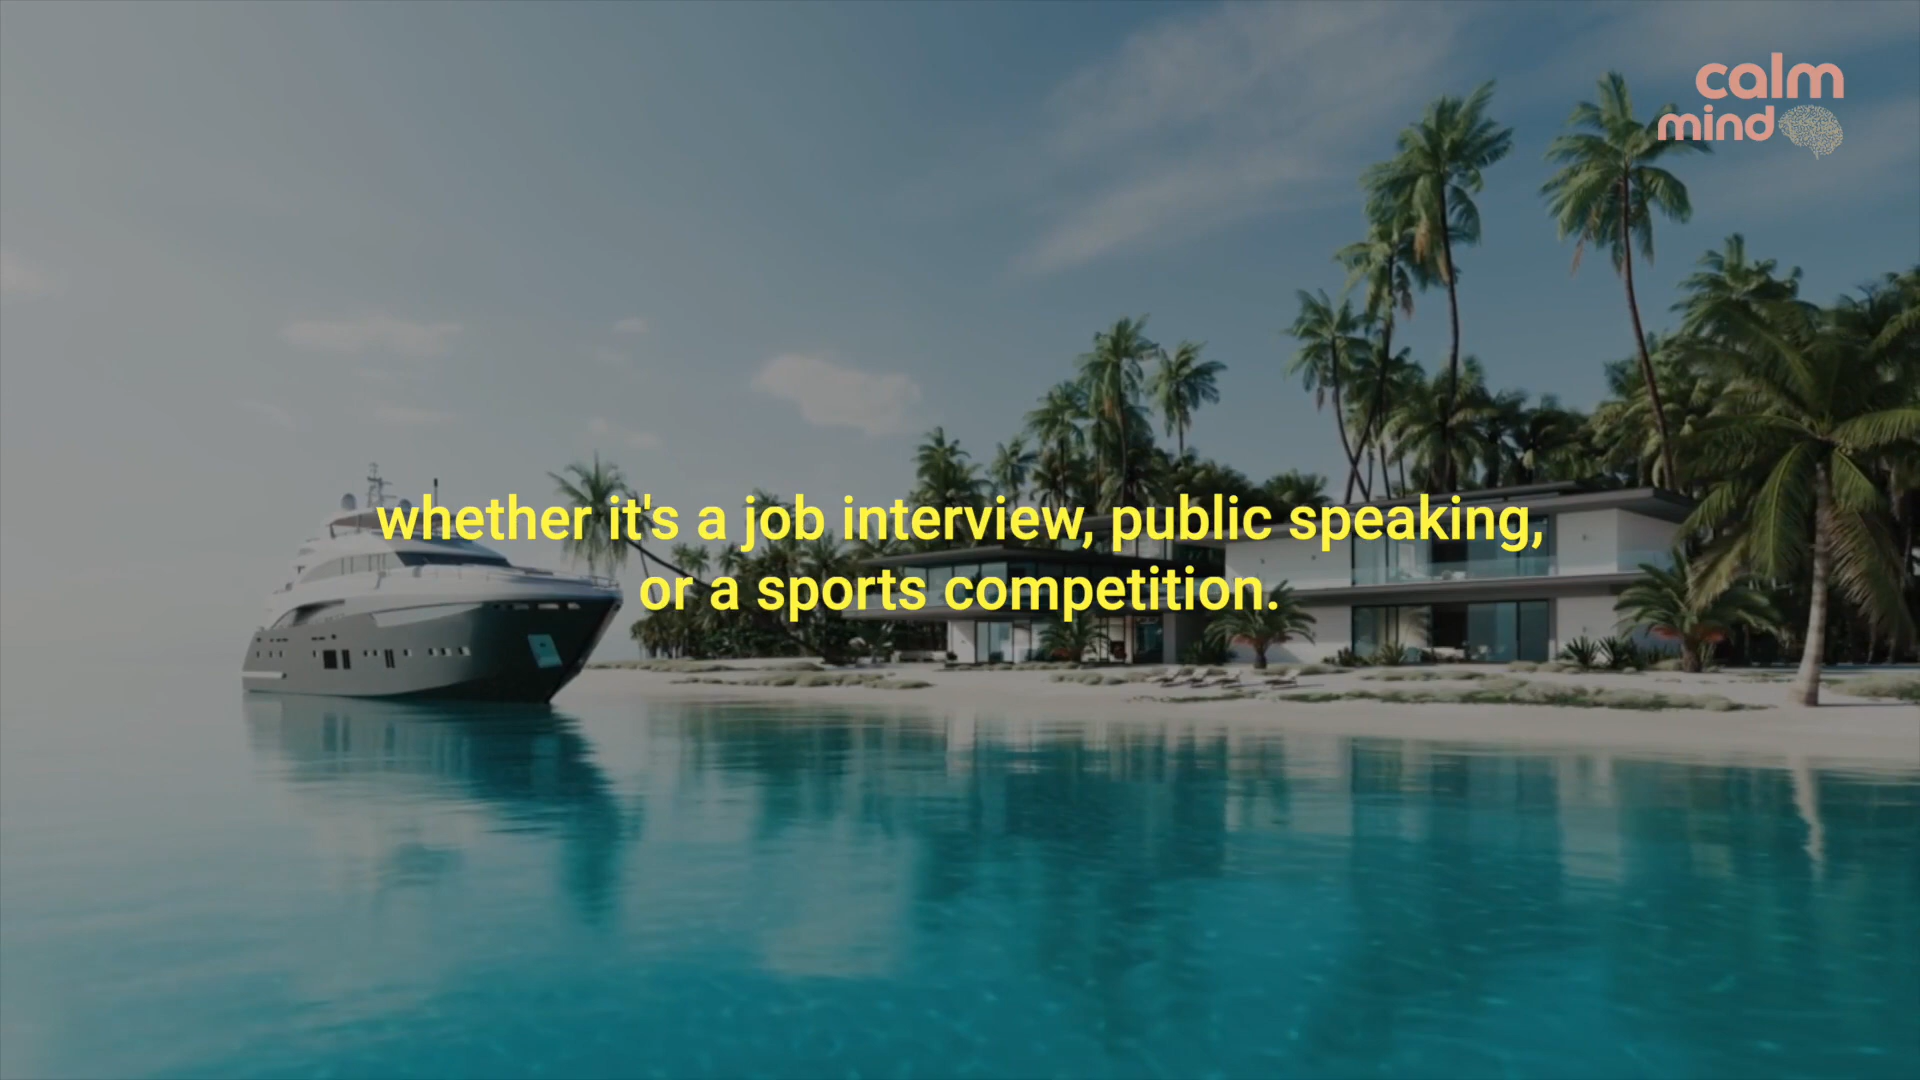 calm
mind
whether it's a job interview, public speaking,
or a sports competition.